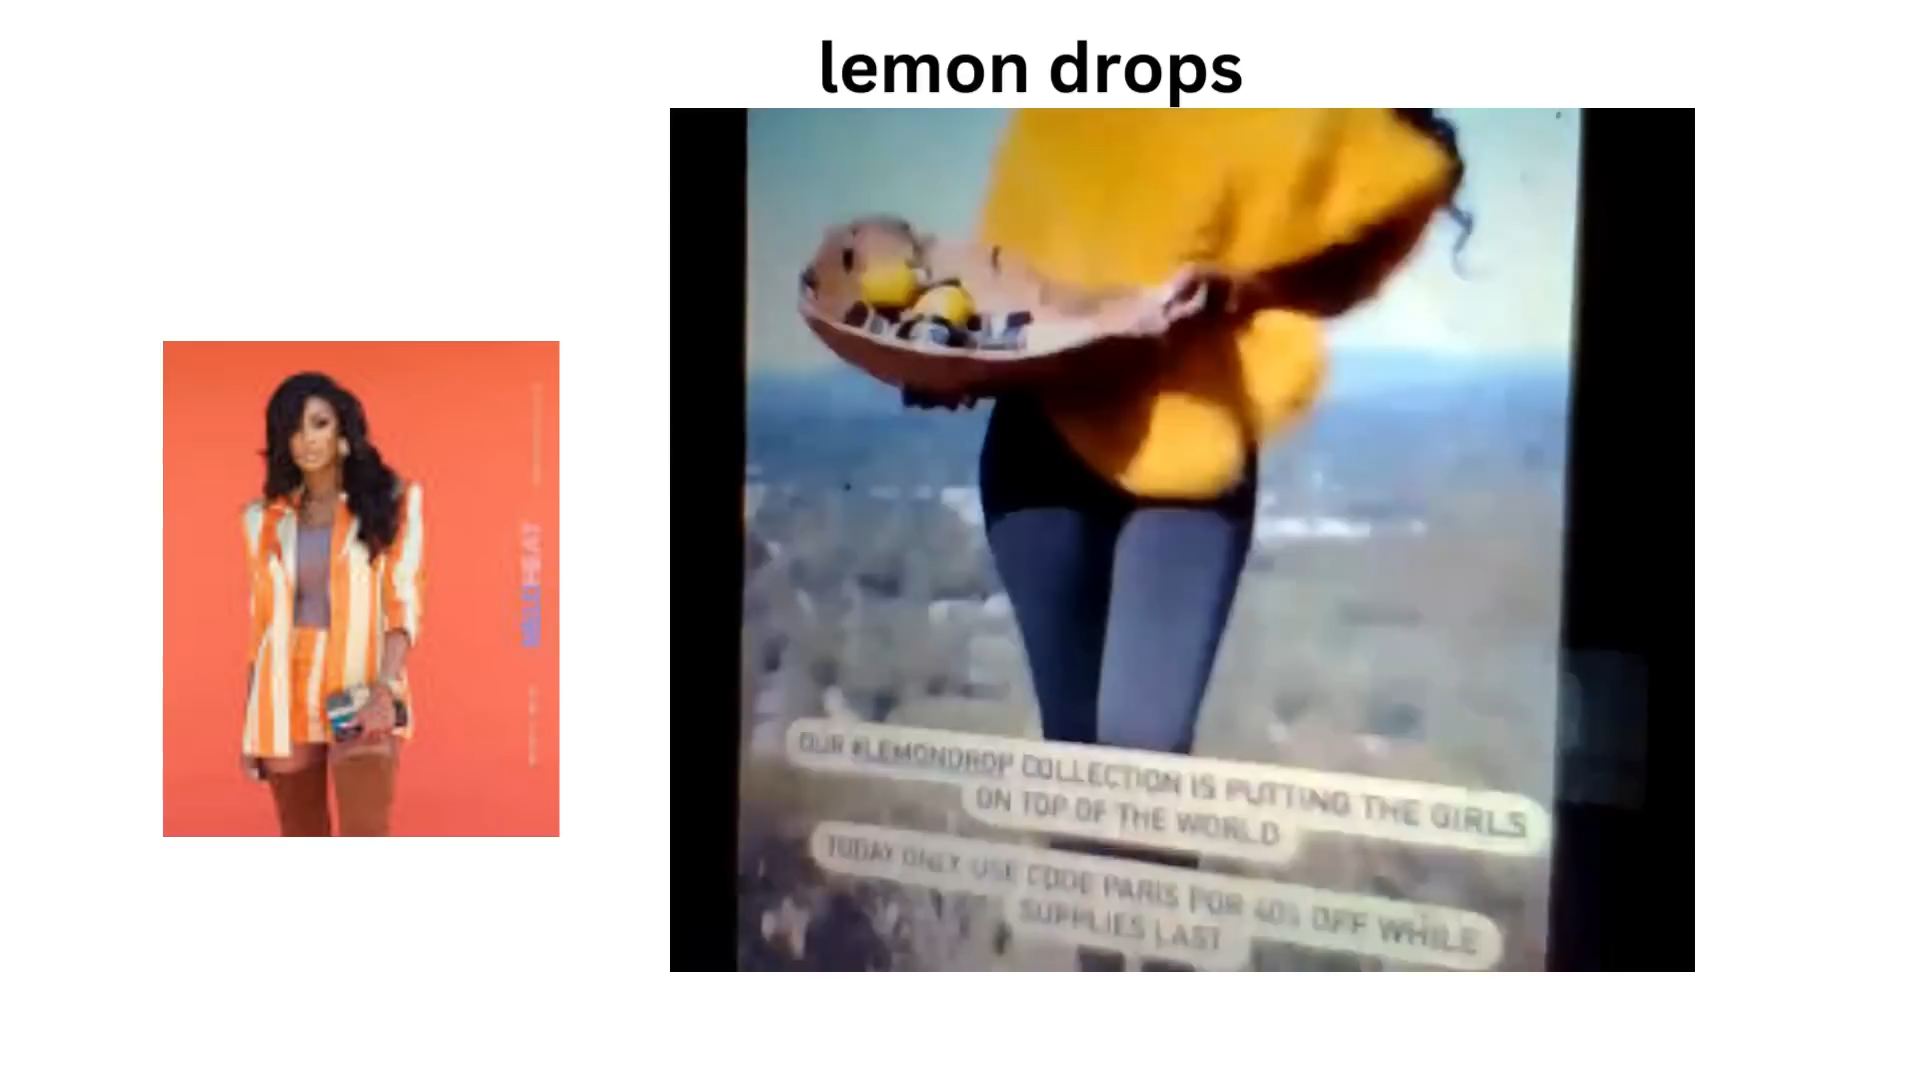 lemon drops
OUR #LEMONDROP COLLECTION IS PUTTING THE GIRLS
ON TOP OF THE WORLD
TODAY ONLY USE CODE PARIS FOR 40% OFF WHILE
SUPPLIES LAST